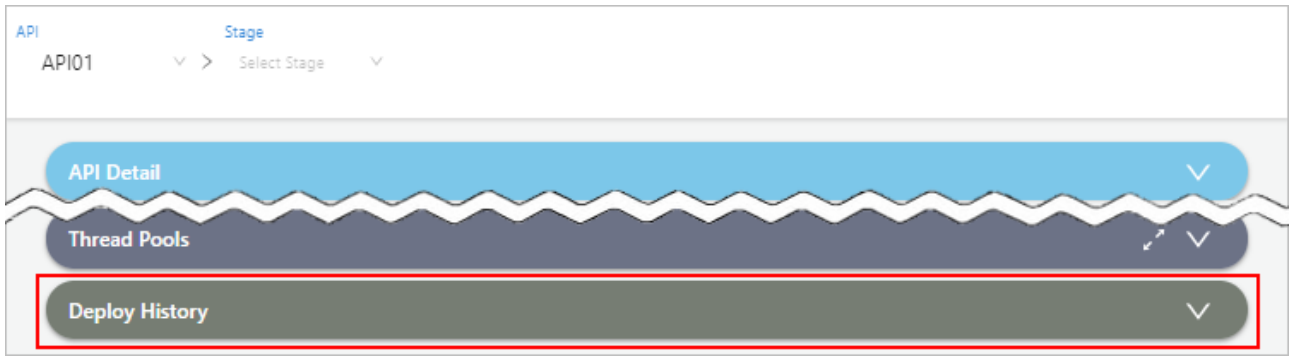 API Stage
API01 > Select Stage
API Detail
Thread Pools
Deploy History